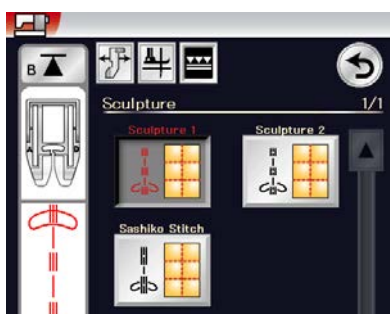 B
Sculpture 1/1
Sculpture 1 Sculpture 2
A D
Sashiko Stitch